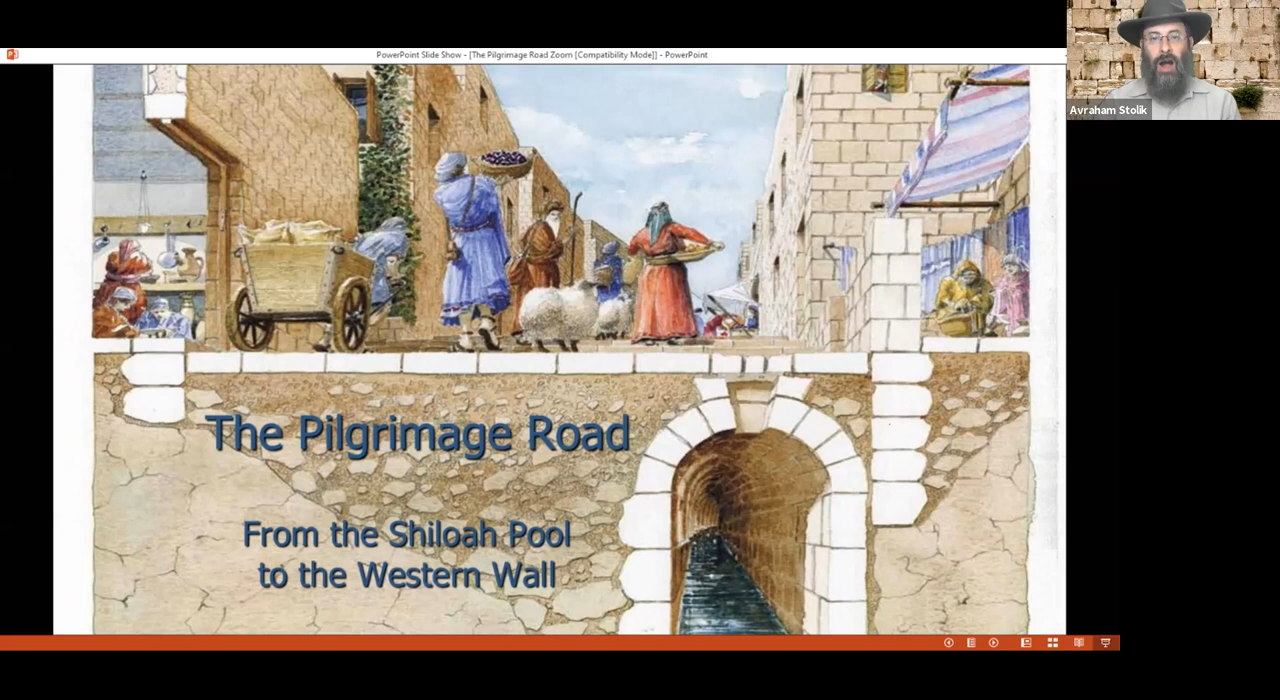 PowerPoint Slide Show - [The Pilgrimage Road Zoom [Compatibility Mode]] - PowerPoint
Avraham Stolik
The Pilgrimage Road
From the Shiloah Pool
to the Western Wall